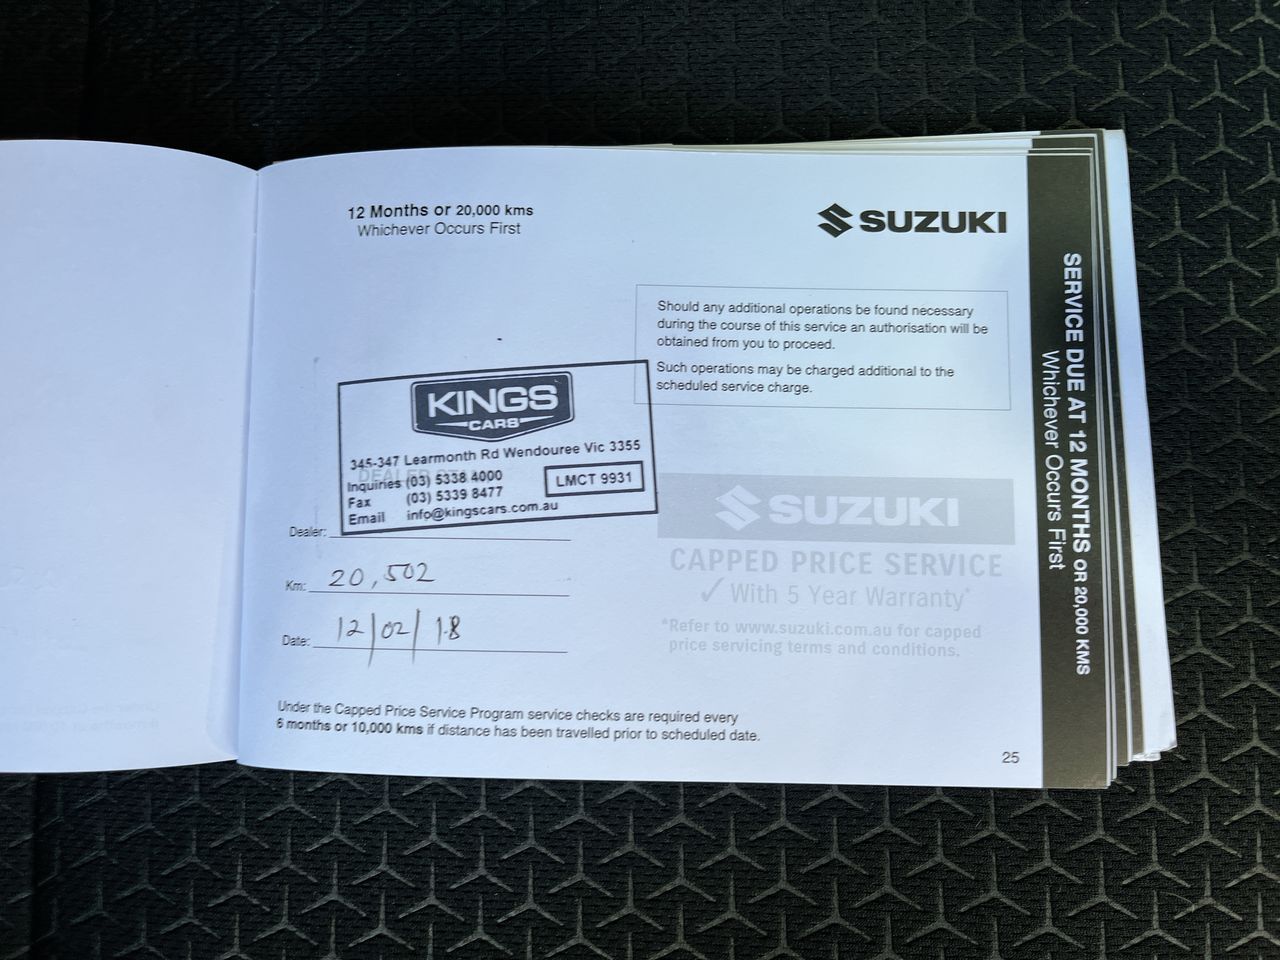 12 Months or 20,000 kms
Whichever Occurs First
SUZUKI
Should any additional operations be found necessary
during the course of this service an authorisation will be
obtained from you to proceed.
Such operations may be charged additional to the
scheduled service charge.
KINGS
CARS
345-347 Learmonth Rd Wendouree Vic 3355
Inquiries (03) 5338 4000
Fax (03) 5339 8477
Email info@kingscars.com.au
LMCT 9931
Dealer:
Km: 20,502
Date: 12/02/18
SUZUKI
CAPPED PRICE SERVICE
✓ With 5 Year Warranty*
*Refer to www.suzuki.com.au for capped
price servicing terms and conditions.
Under the Capped Price Service Program service checks are required every
6 months or 10,000 kms if distance has been travelled prior to scheduled date.
25
SERVICE DUE AT 12 MONTHS OR 20,000 KMS
Whichever Occurs First